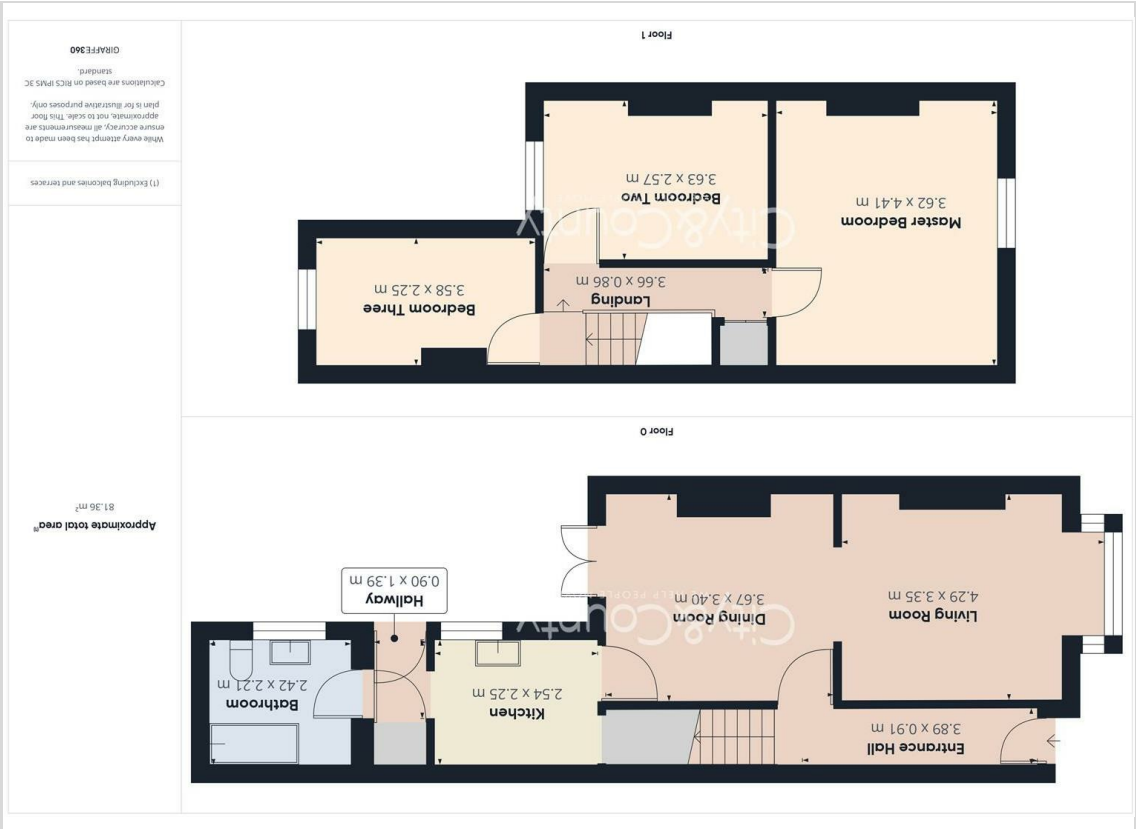 Entrance Hall
3.89 x 0.91 m
Kitchen
2.54 x 2.25 m
Bathroom
2.42 x 2.21 m
Living Room
4.29 x 3.35 m
Dining Room
3.67 x 3.40 m
Hallway
0.90 x 1.39 m
City&County
Floor 0
Landing
3.66 x 0.86 m
Bedroom Three
3.58 x 2.25 m
Master Bedroom
3.62 x 4.41 m
Bedroom Two
3.63 x 2.57 m
City&County
Floor 1
Approximate total area(1)
81.36 m²
(1) Excluding balconies and terraces
While every attempt has been made to
ensure accuracy, all measurements are
approximate, not to scale. This floor
plan is for illustrative purposes only.
Calculations are based on RICS IPMS 3C
standard.
GIRAFFE360